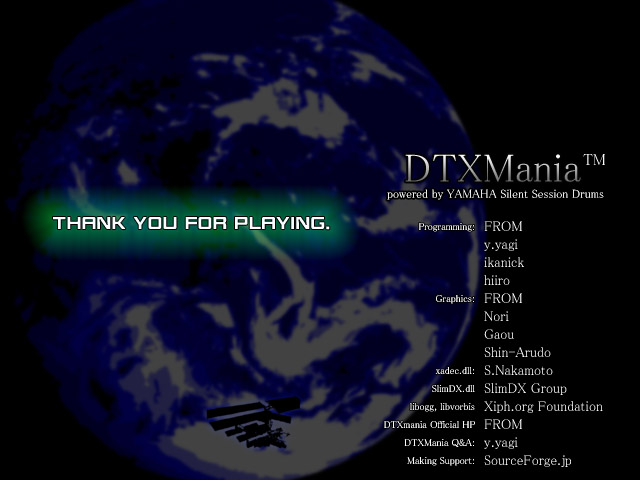 DTXMania™
powered by YAMAHA Silent Session Drums
THANK YOU FOR PLAYING.
Programming: FROM
y.yagi
ikanick
hiiro
Graphics: FROM
Nori
Gaou
Shin-Arudo
xadec.dll: S.Nakamoto
SlimDX.dll SlimDX Group
libogg, libvorbis Xiph.org Foundation
DTXmania Official HP FROM
DTXMania Q&A: y.yagi
Making Support: SourceForge.jp